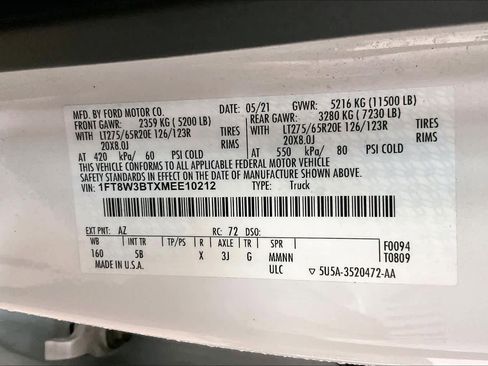 MFD. BY FORD MOTOR CO. DATE: 05/21 GVWR: 5216 KG (11500 LB)
FRONT GAWR: 2359 KG (5200 LB) REAR GAWR: 3280 KG (7230 LB)
WITH LT275/65R20E 126/123R TIRES WITH LT275/65R20E 126/123R TIRES
20X8.0J RIMS 20X8.0J RIMS
AT 420 kPa/ 60 PSI COLD AT 550 kPa/ 80 PSI COLD
THIS VEHICLE CONFORMS TO ALL APPLICABLE FEDERAL MOTOR VEHICLE
SAFETY STANDARDS IN EFFECT ON THE DATE OF MANUFACTURE SHOWN ABOVE.
VIN: 1FT8W3BTXMEE10212 TYPE: Truck
EXT PNT: AZ RC: 72 DSO:
WB INT TR TP/PS R AXLE TR SPR F0094
160 5B X 3J G MMNN T0809
MADE IN U.S.A. ULC 5U5A-3520472-AA